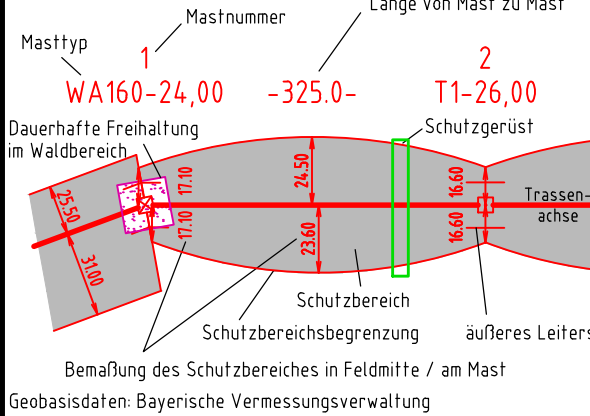 Länge von Mast zu Mast
Mastnummer
Masttyp
1
2
WA160-24,00
-325.0-
T1-26,00
Dauerhafte Freihaltung
im Waldbereich
Schutzgerüst
17.10
24.50
16.60
25.50
Trassen-
achse
17.10
23.60
16.60
31.00
Schutzbereich
Schutzbereichsbegrenzung
äußeres Leiters
Bemaßung des Schutzbereiches in Feldmitte / am Mast
Geobasisdaten: Bayerische Vermessungsverwaltung